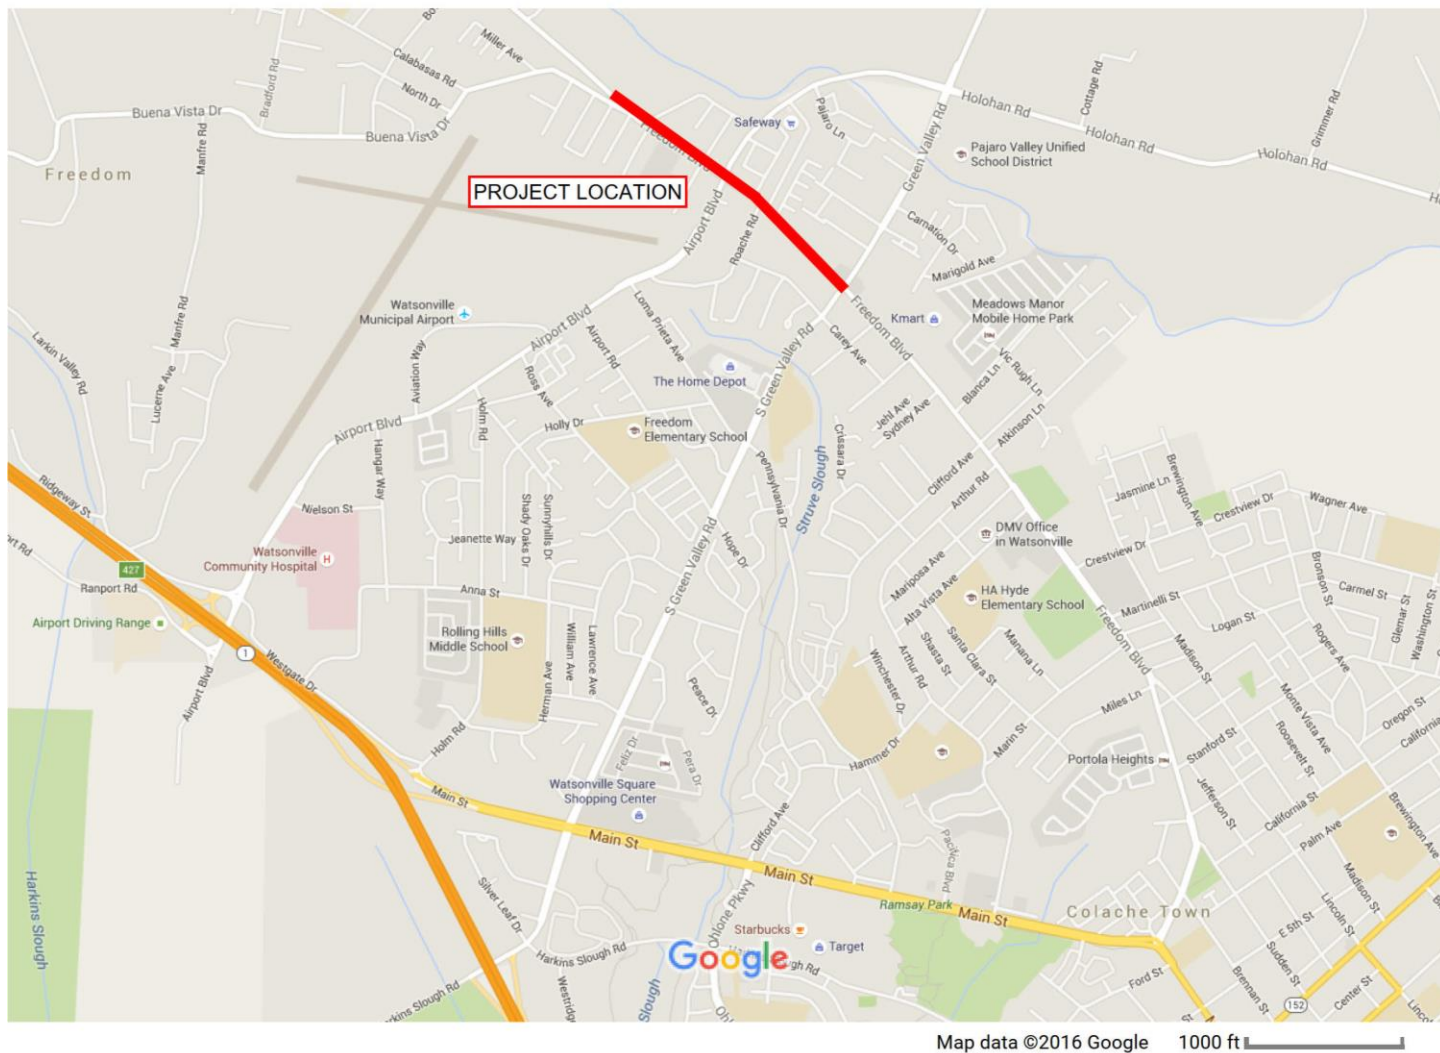 Miller Ave
Calabasas Rd
North Dr
Bradford Rd
Buena Vista Dr
Buena Vista Dr
Manfre Rd
Freedom
Freedom Blvd
Safeway
Pajaro Ln
Holohan Rd
Cottage Rd
Holohan Rd
Grimmer Rd
Holohan Rd
Green Valley Rd
Pajaro Valley Unified
School District
PROJECT LOCATION
Airport Blvd
Roache Rd
Carnation Dr
Marigold Ave
Watsonville
Municipal Airport
Loma Prieta Ave
Airport Rd
Airport Blvd
Meadows Manor
Mobile Home Park
Kmart
Freedom Blvd
Carey Ave
S Green Valley Rd
Larkin Valley Rd
Manfre Rd
Lucerne Ave
Aviation Way
Ross Ave
The Home Depot
Vic Rugh Ln
Blanca Ln
Jehl Ave
Sydney Ave
Atkinson Ln
Airport Blvd
Holm Rd
Holly Dr
Freedom
Elementary School
Crissara Dr
Struve Slough
Pennsylvania Dr
Clifford Ave
Arthur Rd
Brewington Ave
Jasmine Ln
Crestview Dr
Wagner Ave
Ridgeway St
Hangar Way
Nielson St
Shady Oaks Dr
Sunnyhills Dr
Jeanette Way
S Green Valley Rd
Hope Dr
DMV Office
in Watsonville
Crestview Dr
Watsonville
Community Hospital
427
Ranport Rd
Airport Driving Range
Anna St
Mariposa Ave
Alta Vista Ave
HA Hyde
Elementary School
Freedom Blvd
Martinelli St
Bronson St
Carmel St
Logan St
Glemar St
Washington St
Rolling Hills
Middle School
William Ave
Lawrence Ave
Herman Ave
1
Westgate Dr
Airport Blvd
Shasta St
Santa Clara St
Manana Ln
Arthur Rd
Winchester Dr
Madison St
Rogers Ave
Peace Dr
Miles Ln
Monte Vista Ave
Oregon St
California
Holm Rd
Feliz Dr
Pera Dr
Hammer Dr
Marin St
Portola Heights
Stanford St
Roosevelt St
Watsonville Square
Shopping Center
Main St
Main St
Clifford Ave
Jefferson St
California St
Palm Ave
Brewington Ave
Pacifica Blvd
Main St
Madison St
Harkins Slough
Silver Leaf Dr
Ohlone Pkwy
Ramsay Park
Main St
Colache Town
E 5th St
Lincoln St
Starbucks
Target
Harkins Slough Rd
Google
Slough
Ford St
Sudden St
Brennan St
Center St
152
Map data ©2016 Google 1000 ft